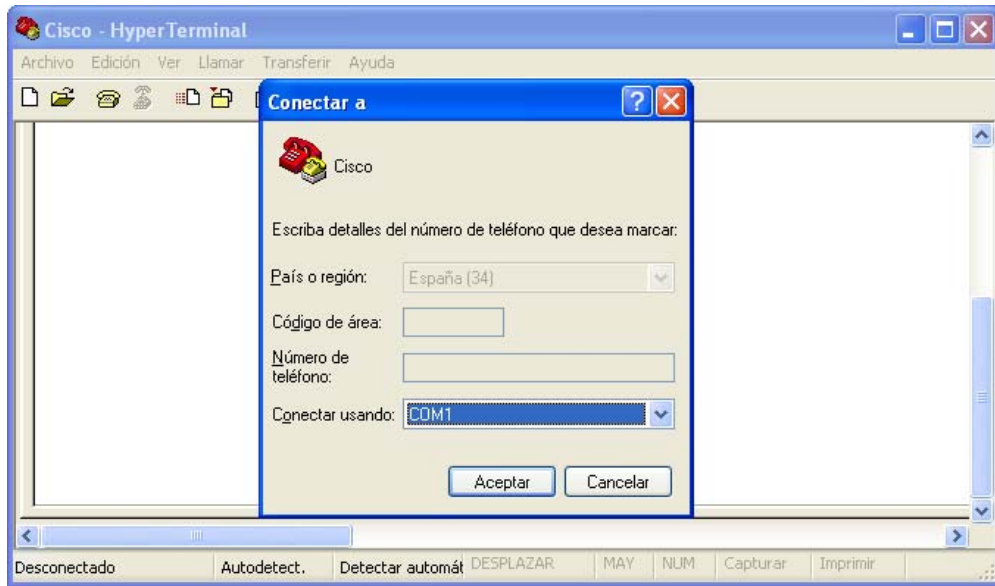 Cisco - HyperTerminal
Archivo Edición Ver Llamar Transferir Ayuda
Conectar a
Cisco
Escriba detalles del número de teléfono que desea marcar:
País o región: España (34)
Código de área:
Número de
teléfono:
Conectar usando: COM1
Aceptar Cancelar
Desconectado Autodetect. Detectar automát DESPLAZAR MAY NUM Capturar Imprimir